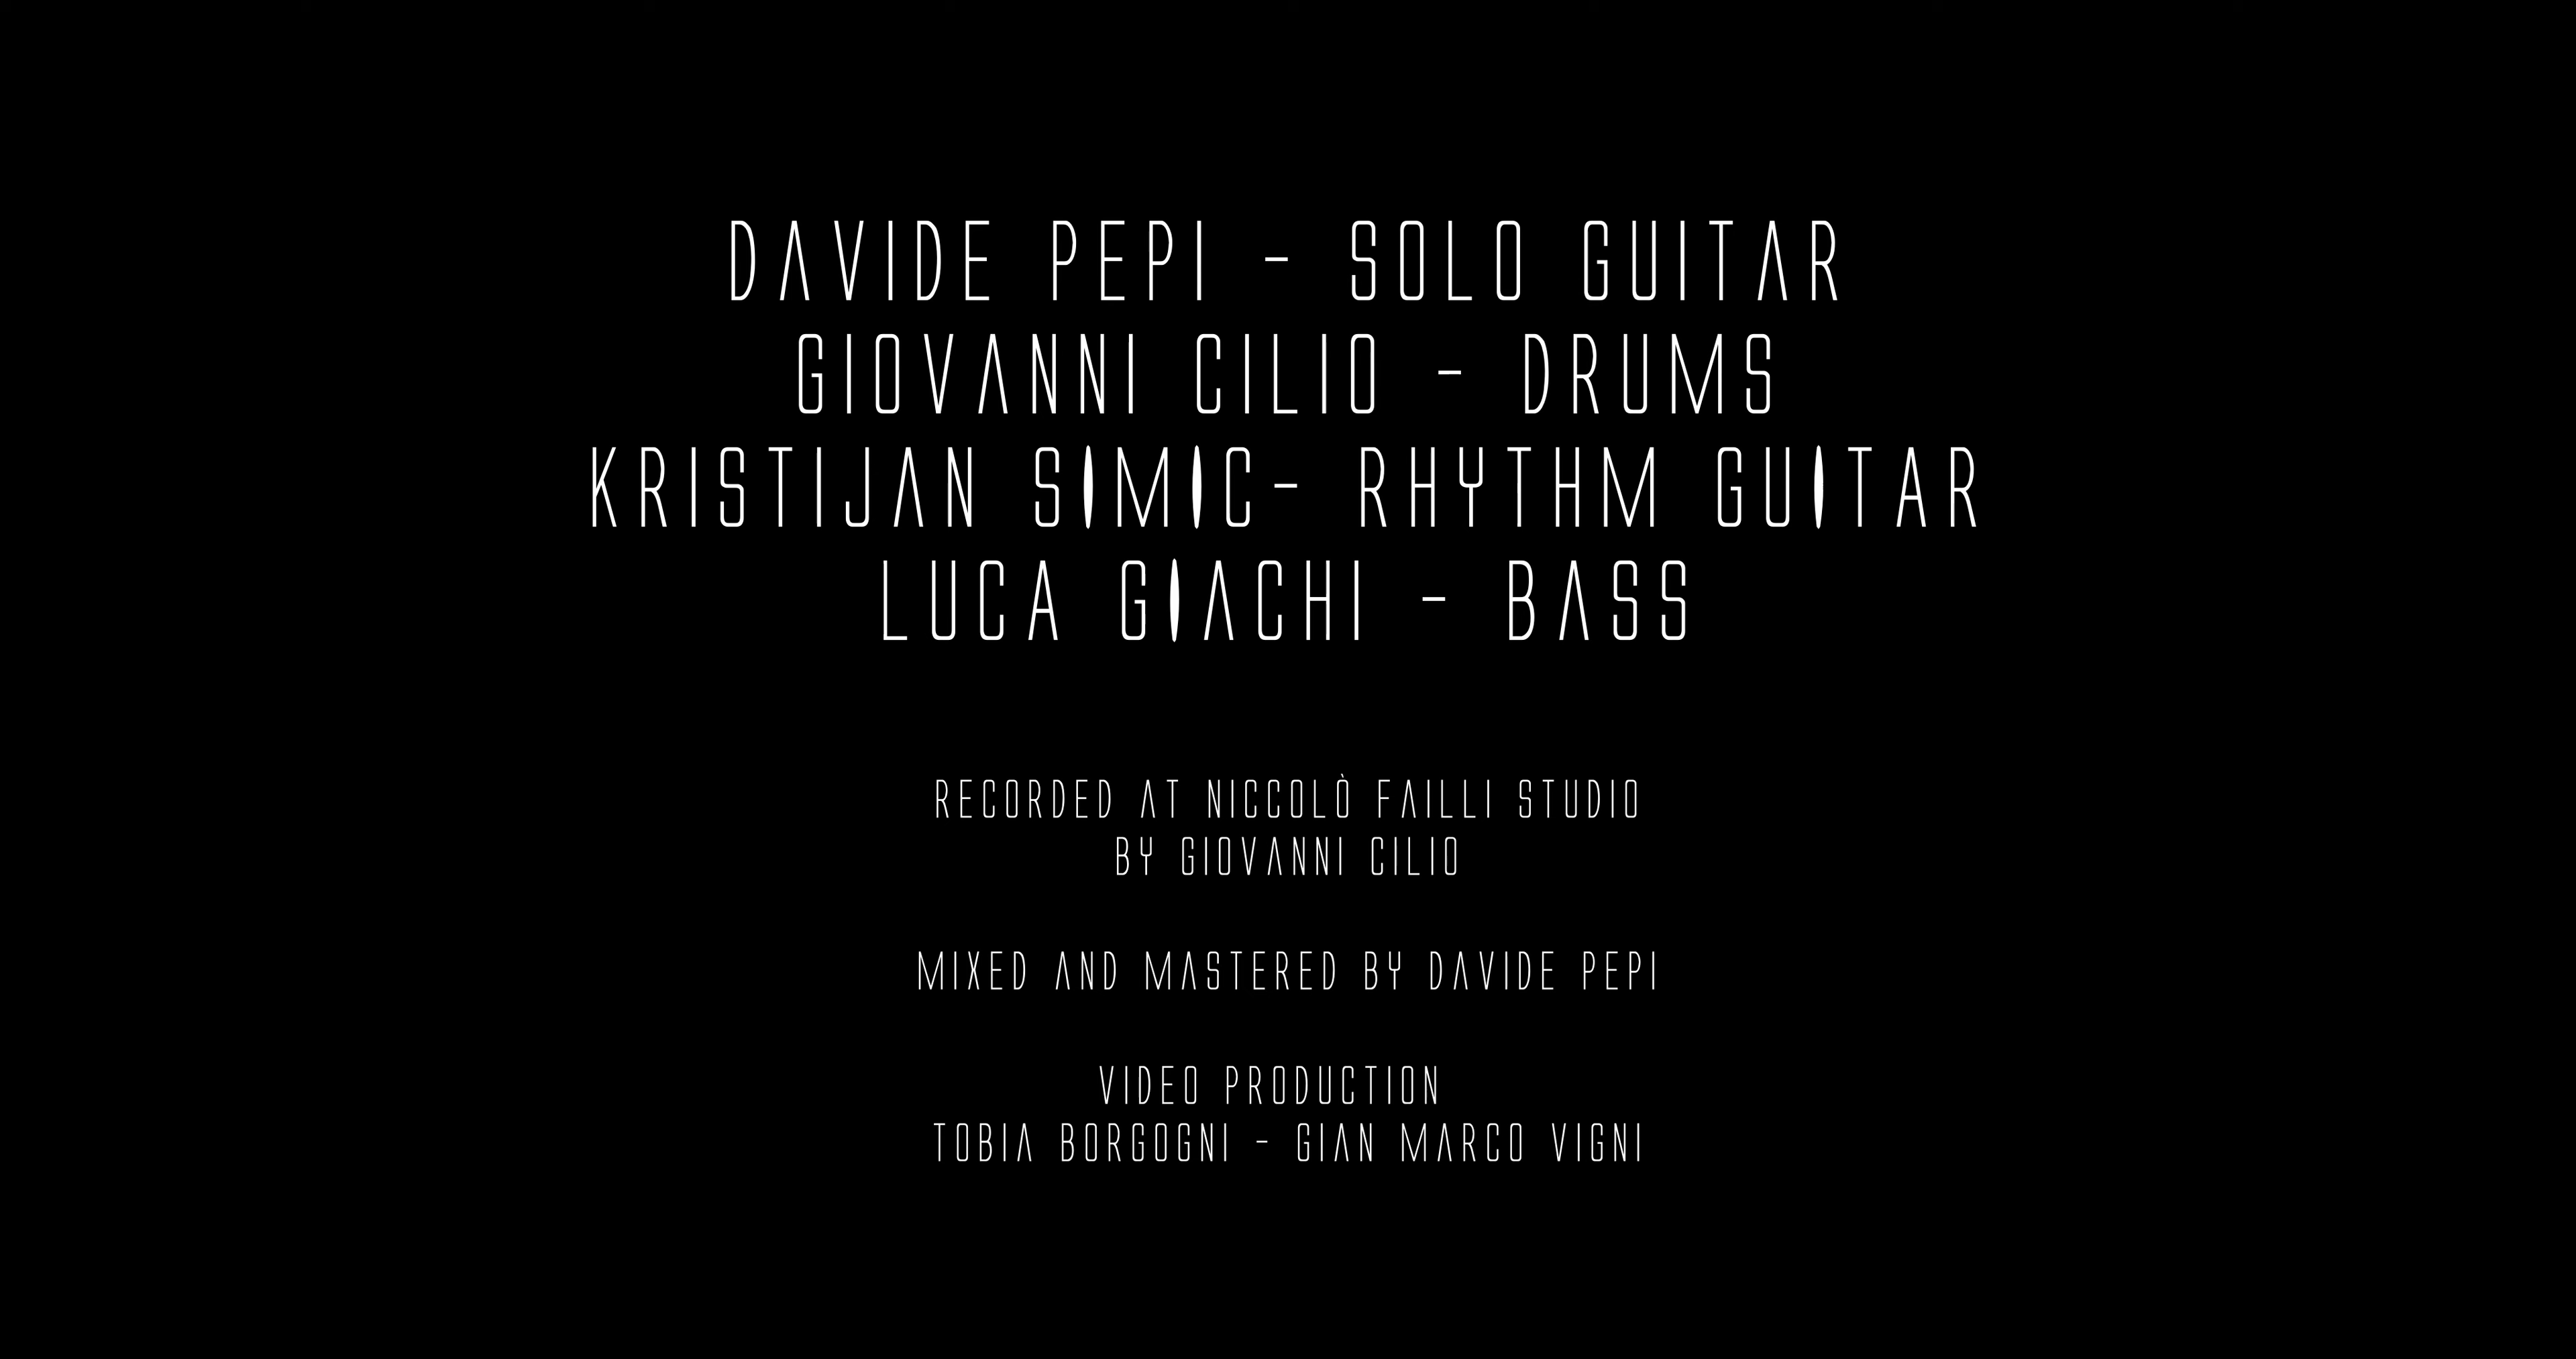 DAVIDE PEPI - SOLO GUITAR
GIOVANNI CILIO - DRUMS
KRISTIJAN SIMIC- RHYTHM GUITAR
LUCA GIACHI - BASS
RECORDED AT NICCOLÒ FAILLI STUDIO
BY GIOVANNI CILIO
MIXED AND MASTERED BY DAVIDE PEPI
VIDEO PRODUCTION
TOBIA BORGOGNI - GIAN MARCO VIGNI